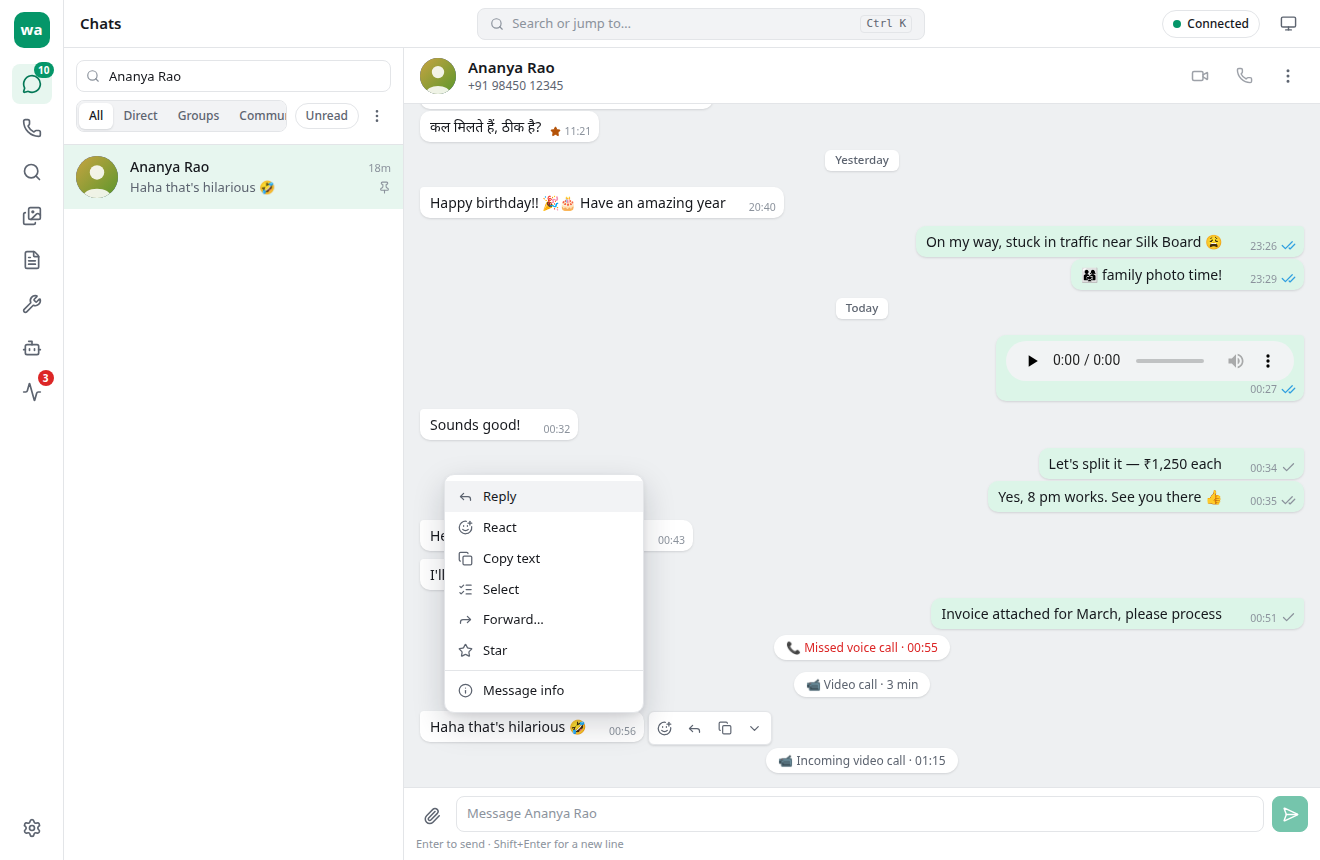 wa
Chats
Search or jump to...
Ctrl K
Connected
10
3
Ananya Rao
All
Direct
Groups
Unread
Ananya Rao
18m
Haha that's hilarious 🤣
Ananya Rao
+91 98450 12345
कल मिलते हैं, ठीक है?
11:21
Yesterday
Happy birthday!! 🎉🎂 Have an amazing year
20:40
On my way, stuck in traffic near Silk Board 😩
23:26
👨‍👩‍👧 family photo time!
23:29
Today
0:00 / 0:00
00:27
Sounds good!
00:32
Let's split it — ₹1,250 each
00:34
Yes, 8 pm works. See you there 👍
00:35
00:43
I'll
Reply
React
Copy text
Select
Forward...
Star
Message info
Invoice attached for March, please process
00:51
📞 Missed voice call · 00:55
📹 Video call · 3 min
Haha that's hilarious 🤣
00:56
📹 Incoming video call · 01:15
Message Ananya Rao
Enter to send · Shift+Enter for a new line